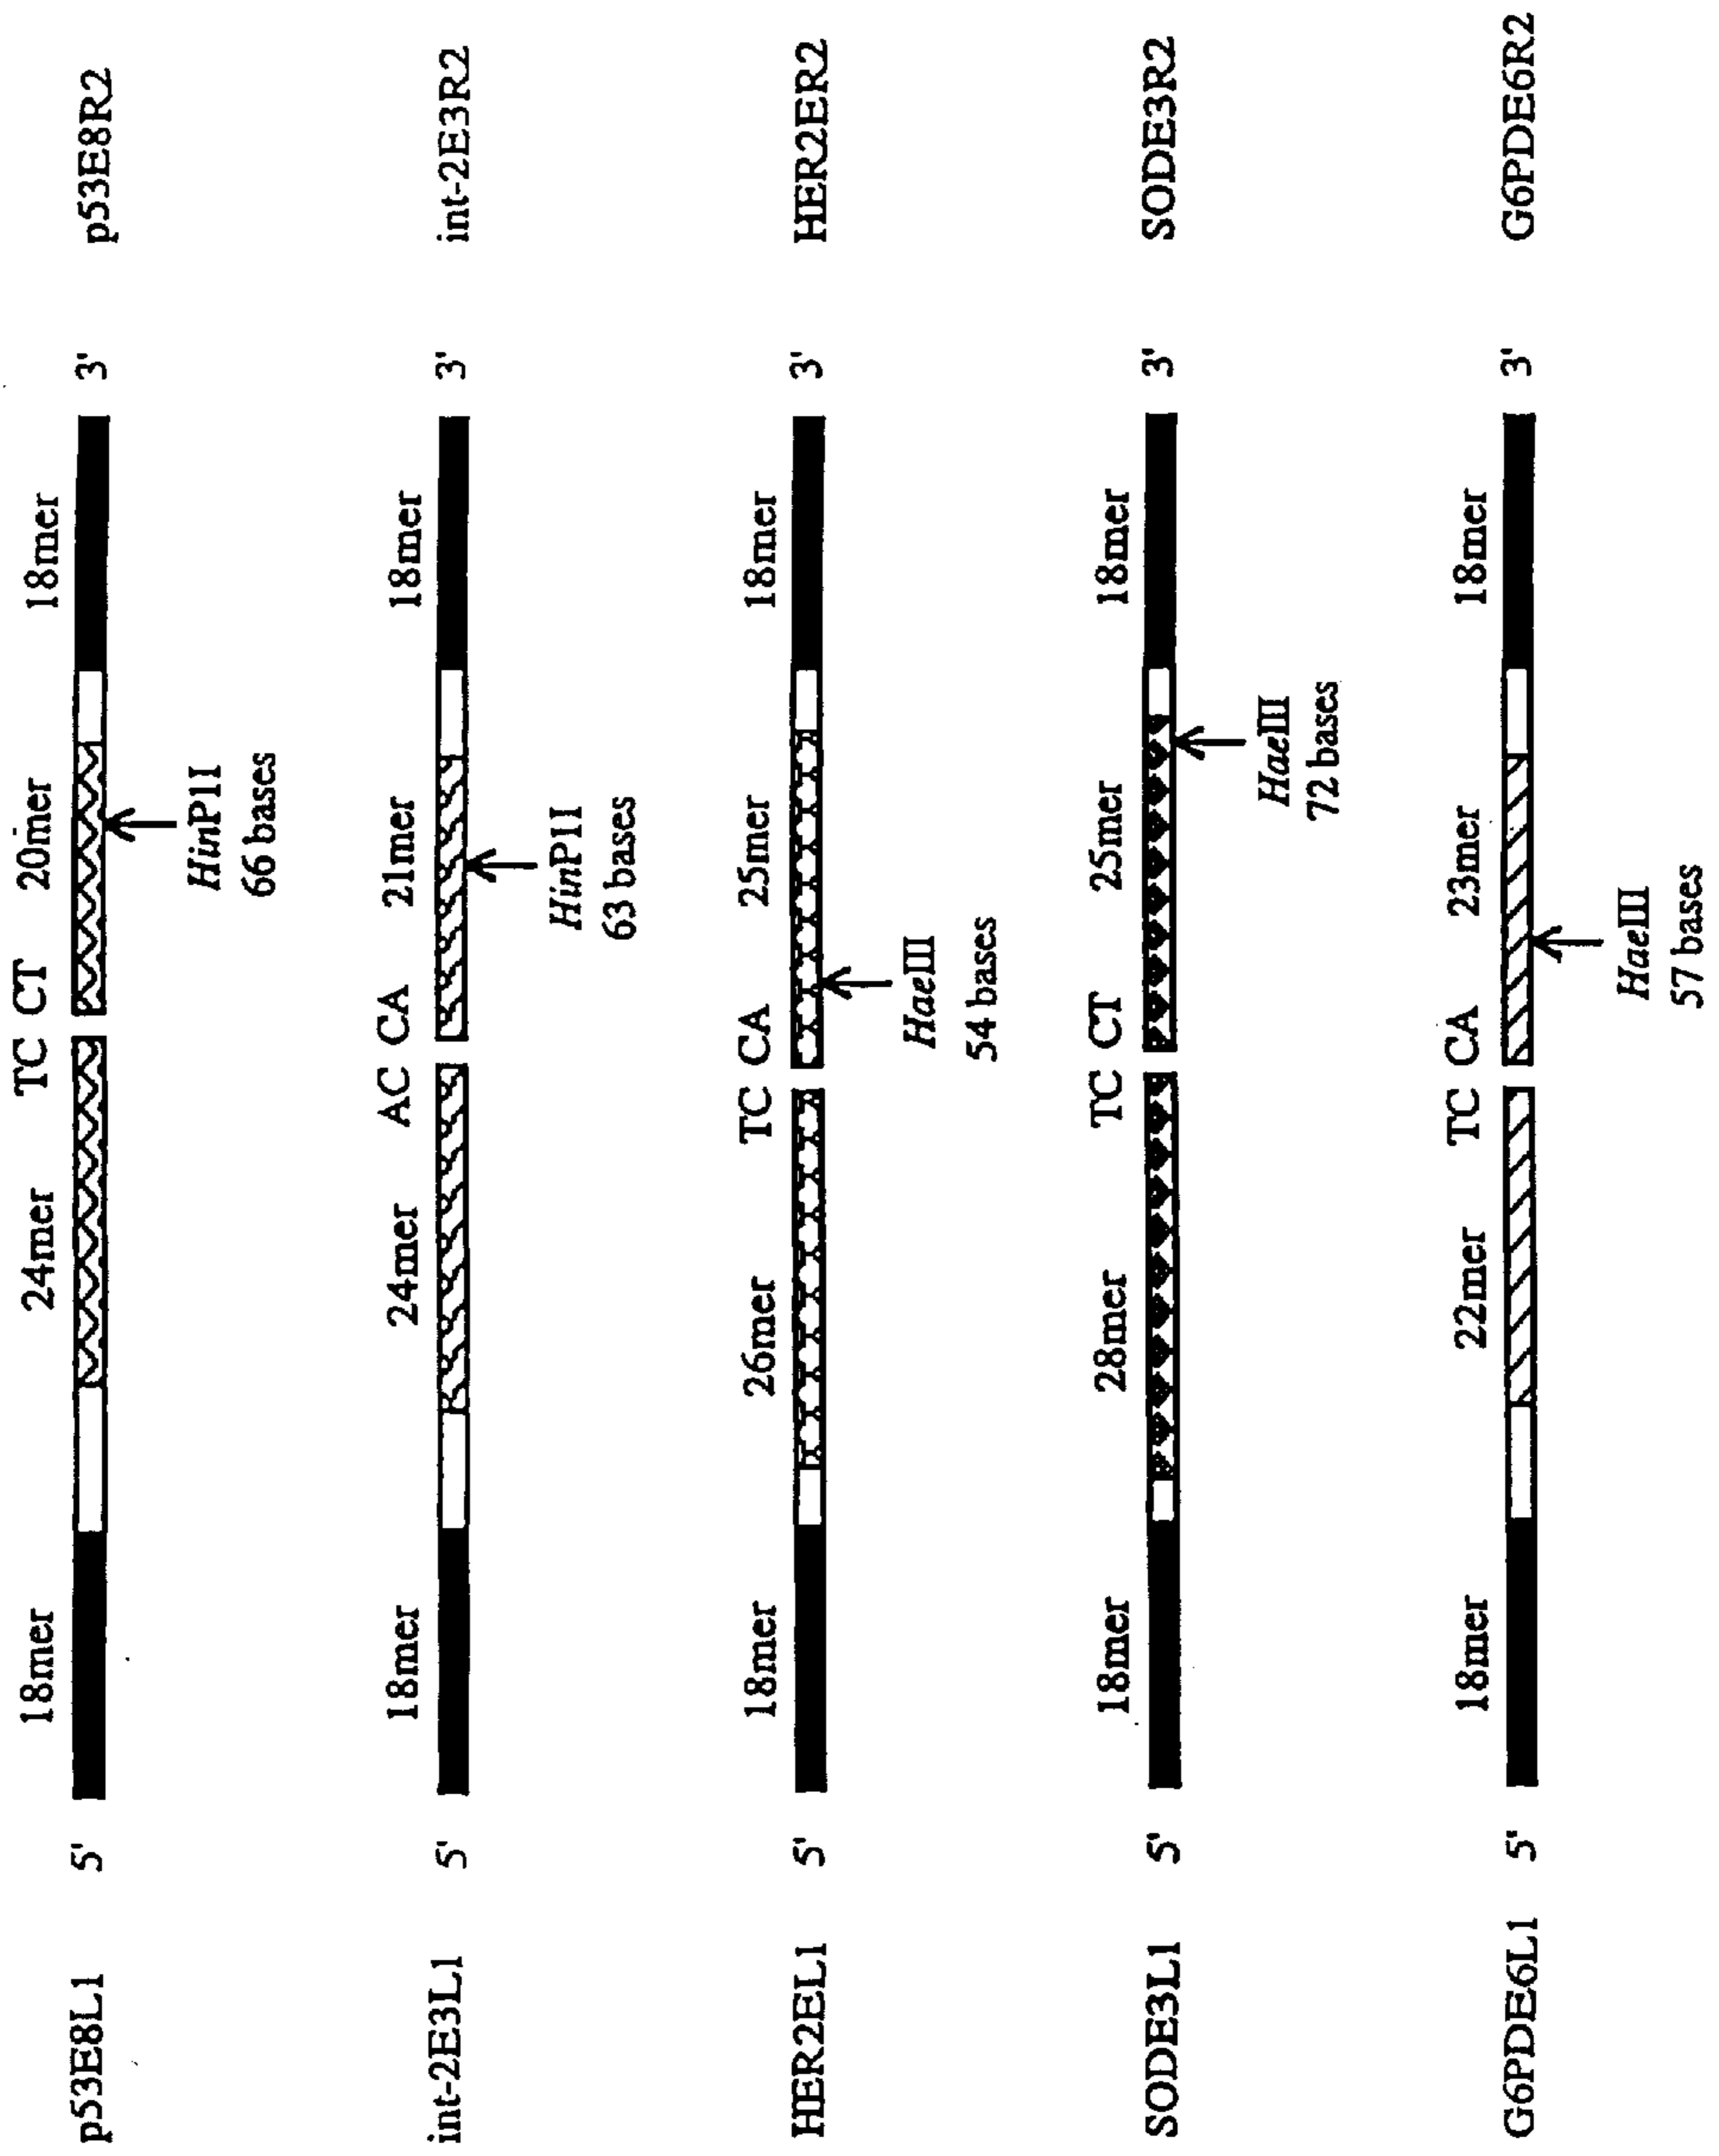 18mer 24mer TC CT 20mer 18mer
p53E8L1 5' 3' p53E8R2
HinP1I
66 bases
18mer 24mer AC CA 21mer 18mer
int-2E3L1 5' 3' int-2E3R2
HinP1I
63 bases
18mer 26mer TC CA 25mer 18mer
HER2EL1 5' 3' HER2ER2
HaeIII
54 bases
18mer 28mer TC CT 25mer 18mer
SODE3L1 5' 3' SODE3R2
HaeIII
72 bases
18mer 22mer TC CA 23mer 18mer
G6PDE6L1 5' 3' G6PDE6R2
HaeIII
57 bases